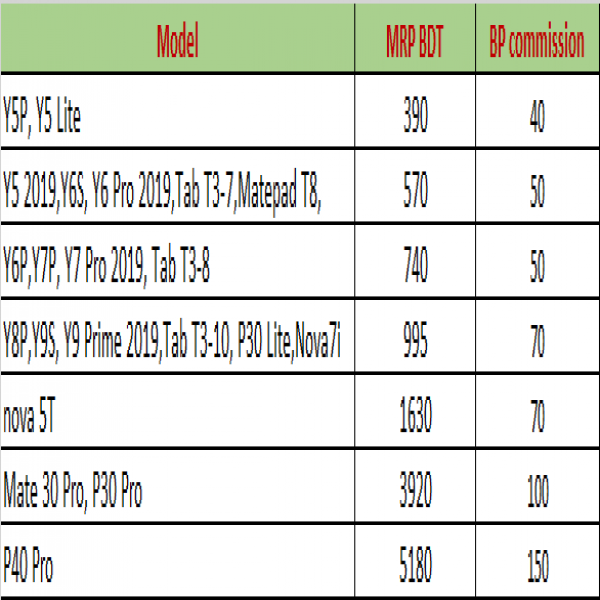 Model MRP BDT BP commission
Y5P, Y5 Lite 390 40
Y5 2019,Y6S, Y6 Pro 2019,Tab T3-7,Matepad T8, 570 50
Y6P,Y7P, Y7 Pro 2019, Tab T3-8 740 50
Y8P,Y9S, Y9 Prime 2019,Tab T3-10, P30 Lite,Nova7i 995 70
nova 5T 1630 70
Mate 30 Pro, P30 Pro 3920 100
P40 Pro 5180 150